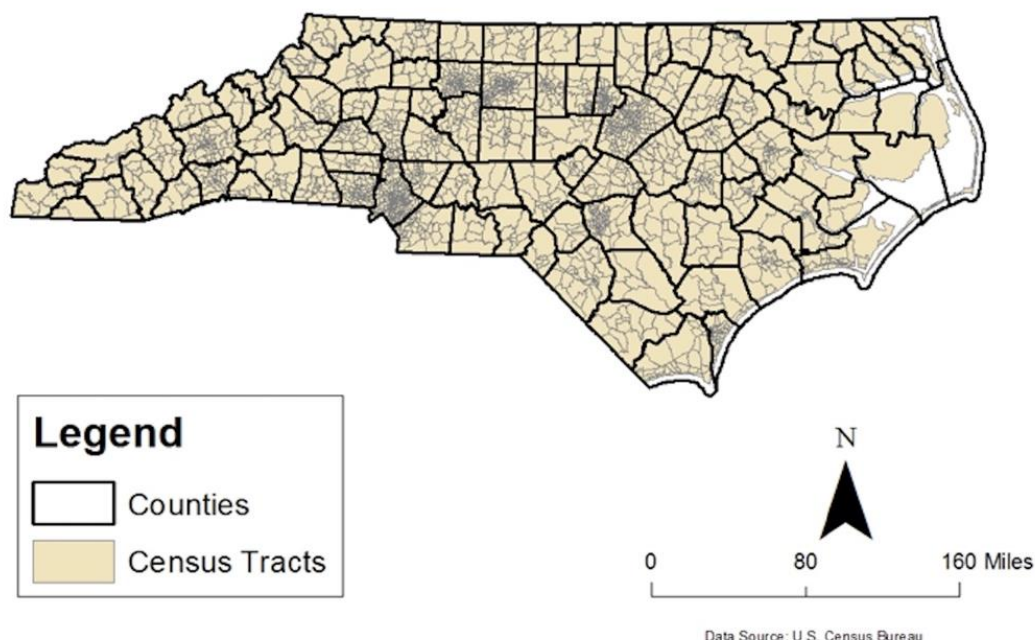 Legend
Counties
Census Tracts
N
0 80 160 Miles
Data Source: U.S. Census Bureau